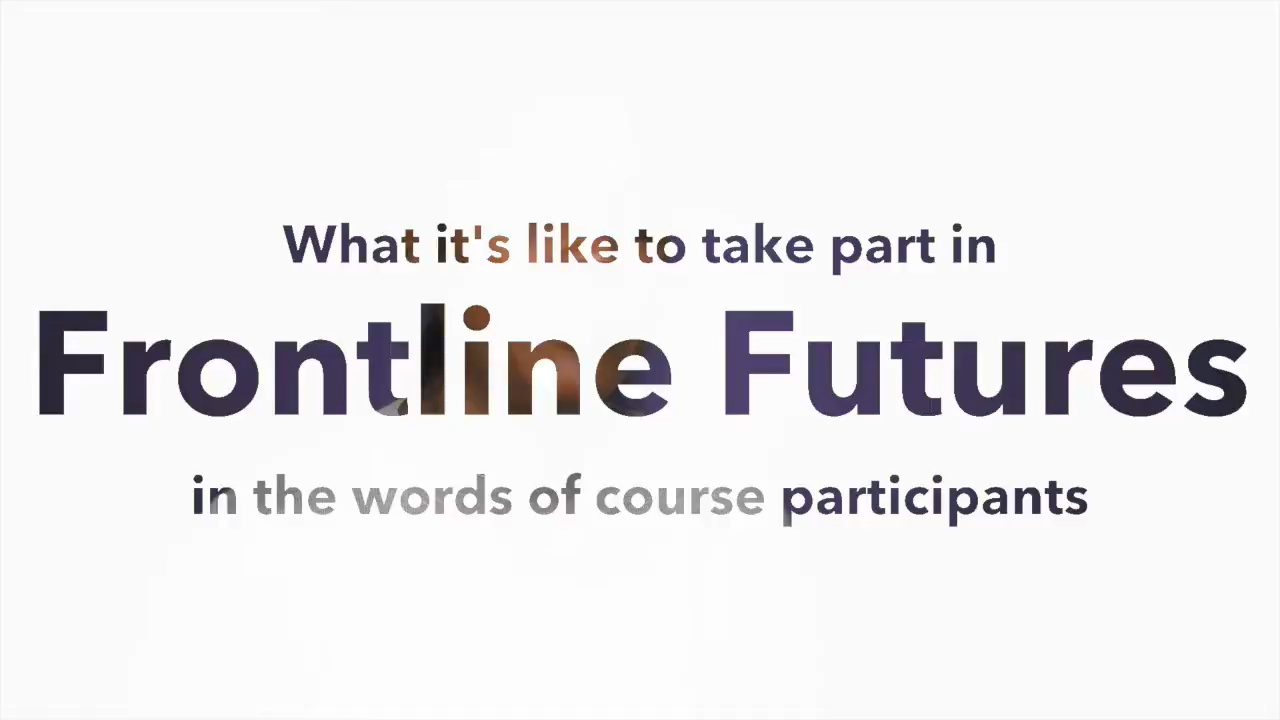 What it's like to take part in
Frontline Futures
in the words of course participants